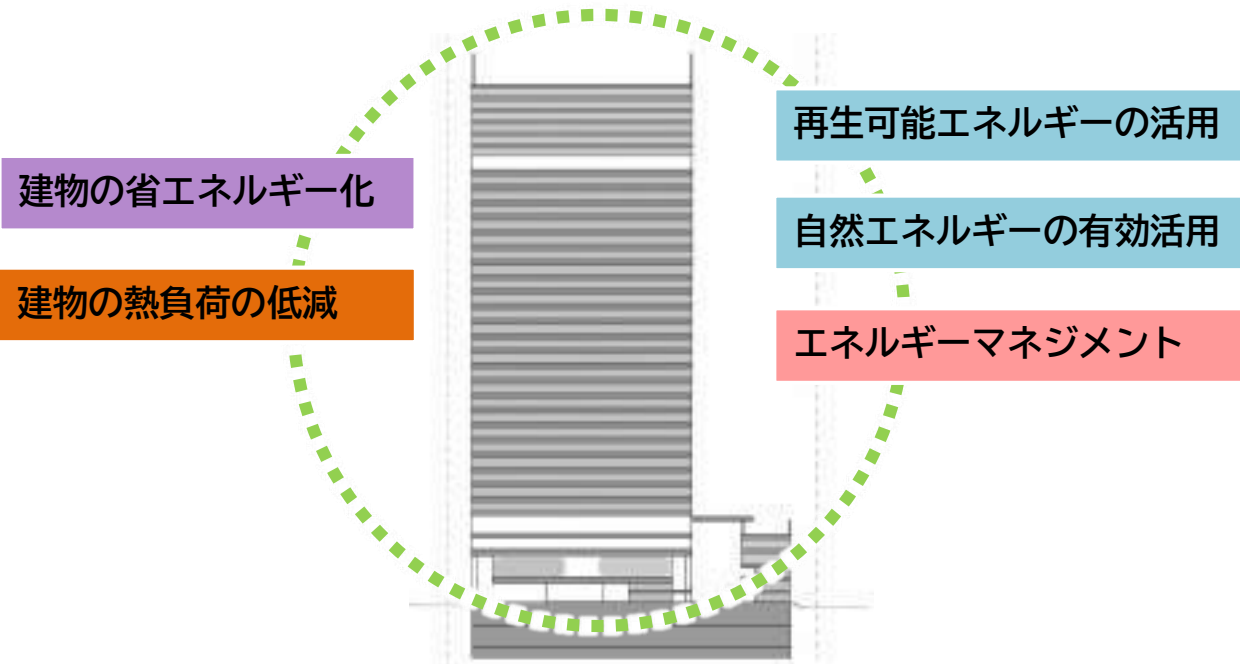 建物の省エネルギー化
建物の熱負荷の低減
再生可能エネルギーの活用
自然エネルギーの有効活用
エネルギーマネジメント